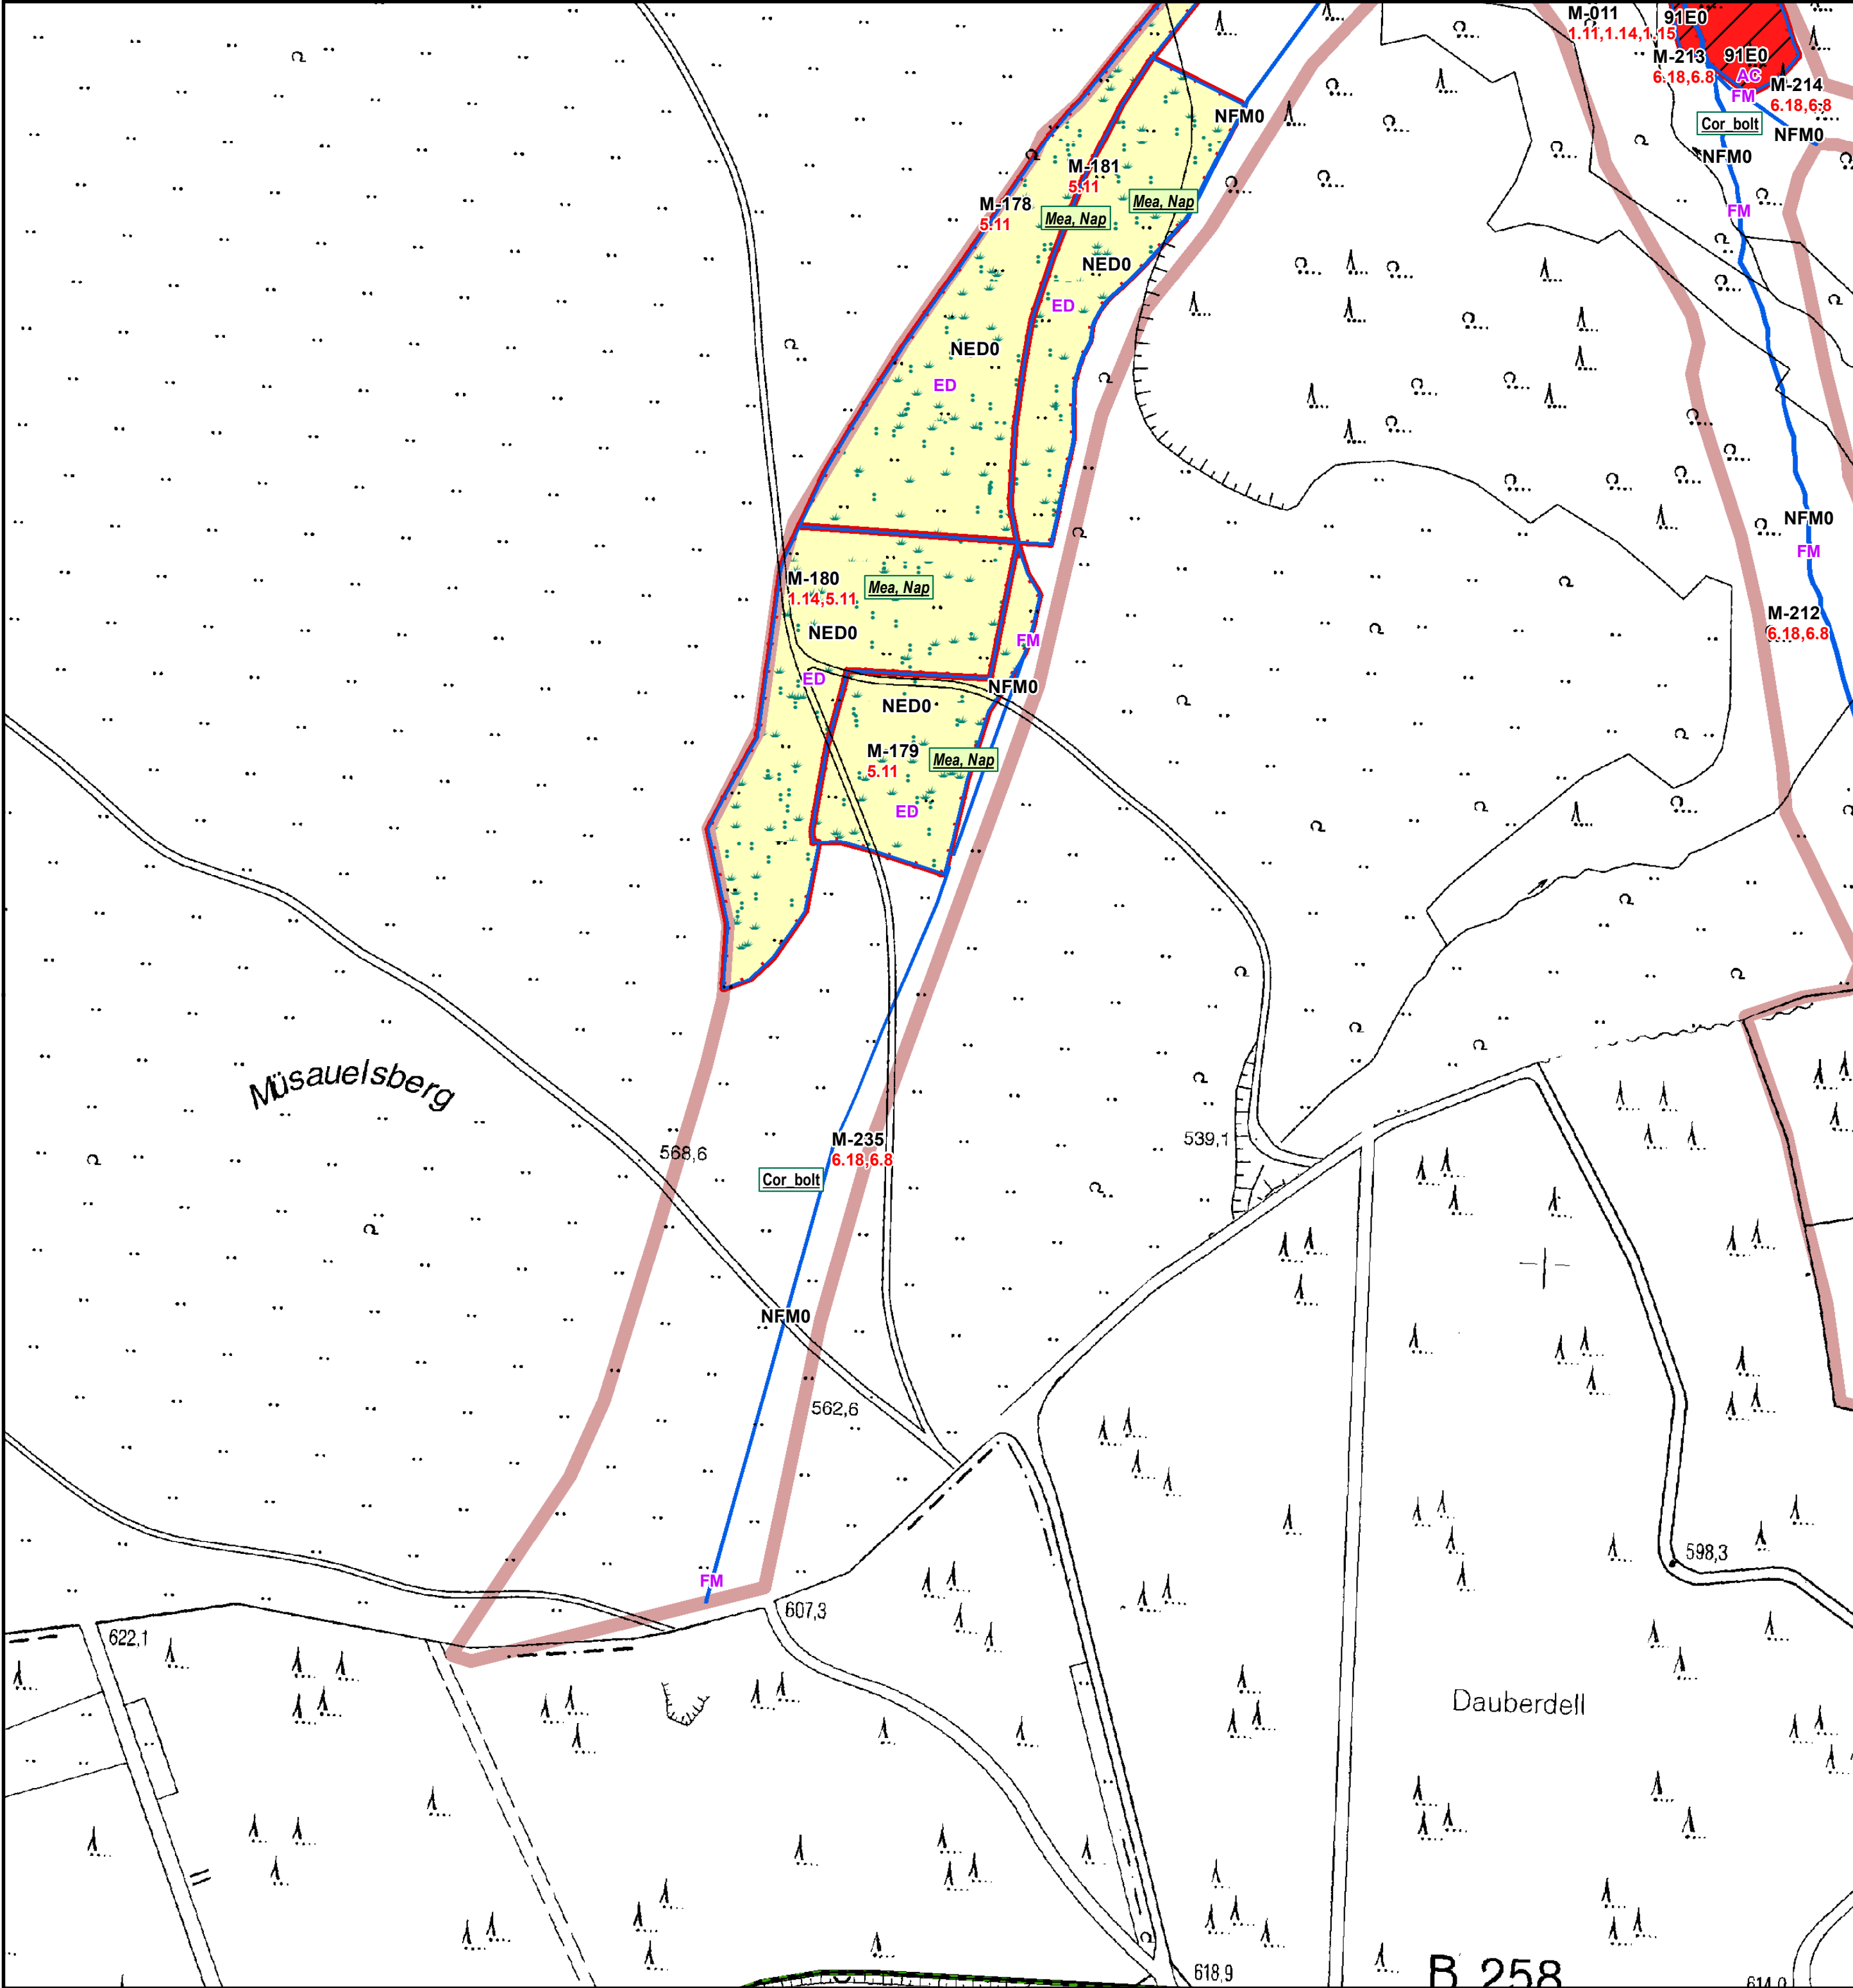 M-011
91E0
1.11,1.14,1.15
M-213
91E0
6.18,6.8
AC
M-214
FM
6.18,6.8
NFM0
Cor_bolt
NFM0
NFM0
M-181
5.11
Mea, Nap
M-178
5.11
Mea, Nap
FM
NED0
ED
NED0
ED
NFM0
FM
M-180
Mea, Nap
1.14,5.11
M-212
6.18,6.8
NED0
FM
ED
NFM0
NED0
M-179
5.11
Mea, Nap
ED
Müsauelsberg
568,6
M-235
6.18,6.8
539,1
Cor_bolt
NFM0
562,6
598,3
FM
607,3
622,1
Dauberdell
618,9
B 258
614,0